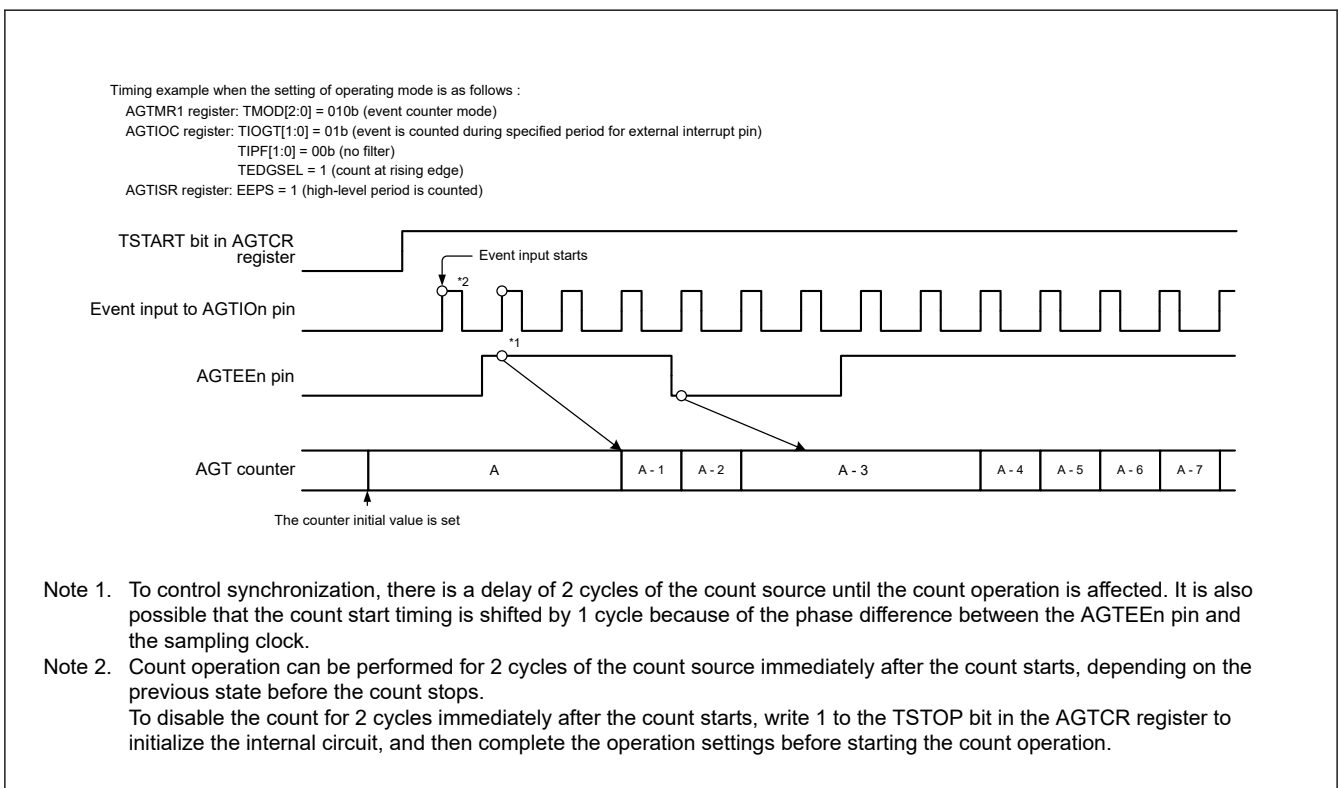 Timing example when the setting of operating mode is as follows :
AGTMR1 register: TMOD[2:0] = 010b (event counter mode)
AGTIOC register: TIOGT[1:0] = 01b (event is counted during specified period for external interrupt pin)
TIPF[1:0] = 00b (no filter)
TEDGSEL = 1 (count at rising edge)
AGTISR register: EEPS = 1 (high-level period is counted)
TSTART bit in AGTCR
register
Event input starts
*2
Event input to AGTIOn pin
*1
AGTEEn pin
AGT counter
A
A - 1
A - 2
A - 3
A - 4
A - 5
A - 6
A - 7
The counter initial value is set
Note 1. To control synchronization, there is a delay of 2 cycles of the count source until the count operation is affected. It is also
possible that the count start timing is shifted by 1 cycle because of the phase difference between the AGTEEn pin and
the sampling clock.
Note 2. Count operation can be performed for 2 cycles of the count source immediately after the count starts, depending on the
previous state before the count stops.
To disable the count for 2 cycles immediately after the count starts, write 1 to the TSTOP bit in the AGTCR register to
initialize the internal circuit, and then complete the operation settings before starting the count operation.